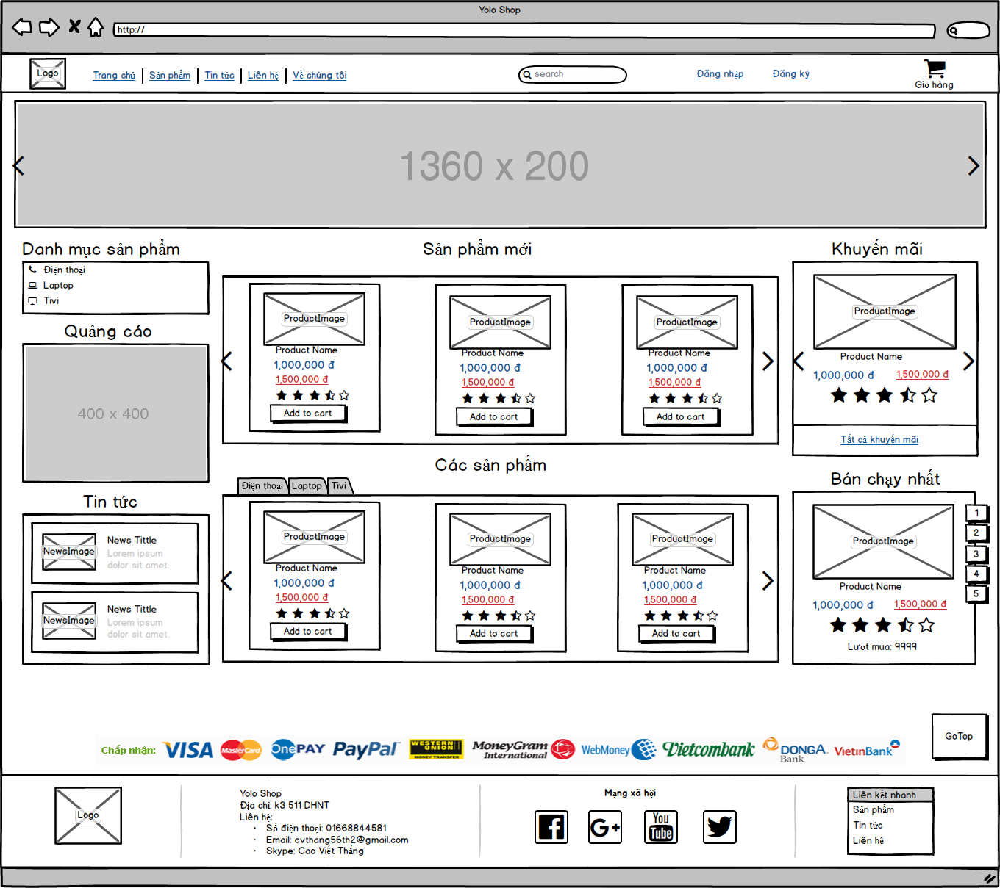 Yolo Shop
http://
Logo
Trang chủ
Sản phẩm
Tin tức
Liên hệ
Về chúng tôi
search
Đăng nhập
Đăng ký
Giỏ hàng
1360 x 200
Danh mục sản phẩm
Điện thoại
Laptop
Tivi
Quảng cáo
400 x 400
Tin tức
NewsImage
News Tittle
Lorem ipsum
dolor sit amet.
NewsImage
News Tittle
Lorem ipsum
dolor sit amet.
Sản phẩm mới
ProductImage
Product Name
1,000,000 đ
1,500,000 đ
Add to cart
ProductImage
Product Name
1,000,000 đ
1,500,000 đ
Add to cart
ProductImage
Product Name
1,000,000 đ
1,500,000 đ
Add to cart
Các sản phẩm
Điện thoại
Laptop
Tivi
ProductImage
Product Name
1,000,000 đ
1,500,000 đ
Add to cart
ProductImage
Product Name
1,000,000 đ
1,500,000 đ
Add to cart
ProductImage
Product Name
1,000,000 đ
1,500,000 đ
Add to cart
Khuyến mãi
ProductImage
Product Name
1,000,000 đ
1,500,000 đ
Tất cả khuyến mãi
Bán chạy nhất
ProductImage
Product Name
1,000,000 đ
1,500,000 đ
Lượt mua: 9999
1
2
3
4
5
GoTop
Chấp nhận:
VISA
MasterCard
OnePAY
PayPal
WESTERN UNION
MONEY TRANSFER
MoneyGram
International
WebMoney
Vietcombank
DONGA
Bank
VietinBank
Logo
Yolo Shop
Địa chỉ: k3 511 DHNT
Liên hệ:
· Số điện thoại: 01668844581
· Email: cvthang56th2@gmail.com
· Skype: Cao Viết Thắng
Mạng xã hội
G+
You
Tube
Liên kết nhanh
Sản phẩm
Tin tức
Liên hệ